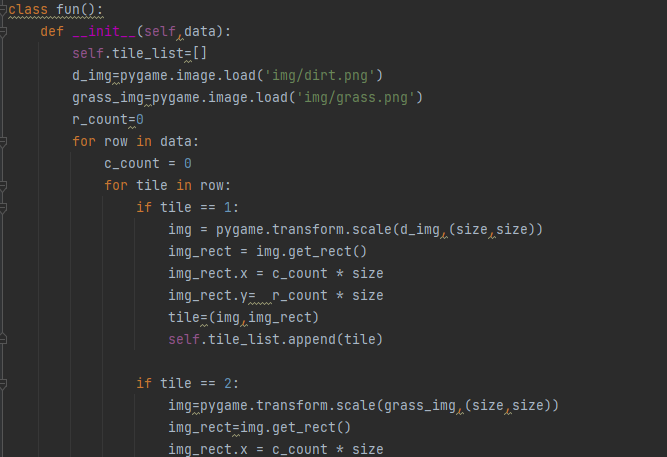 class fun():
    def __init__(self,data):
        self.tile_list=[]
        d_img=pygame.image.load('img/dirt.png')
        grass_img=pygame.image.load('img/grass.png')
        r_count=0
        for row in data:
            c_count = 0
            for tile in row:
                if tile == 1:
                    img = pygame.transform.scale(d_img,(size,size))
                    img_rect = img.get_rect()
                    img_rect.x = c_count * size
                    img_rect.y=  r_count * size
                    tile=(img,img_rect)
                    self.tile_list.append(tile)

                if tile == 2:
                    img=pygame.transform.scale(grass_img,(size,size))
                    img_rect=img.get_rect()
                    img_rect.x = c_count * size